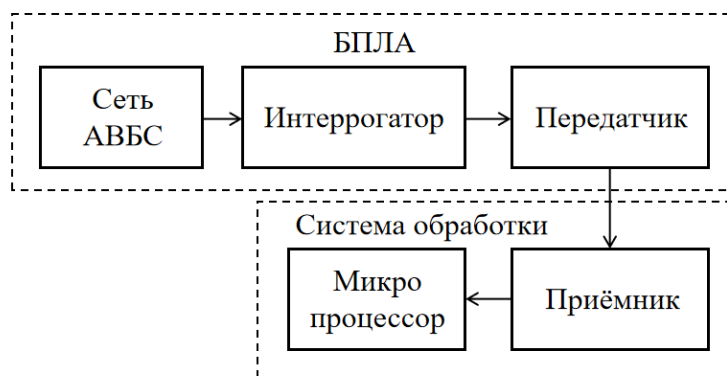 БПЛА
Сеть
АВБС
Интеррогатор
Передатчик
Система обработки
Микро
процессор
Приёмник